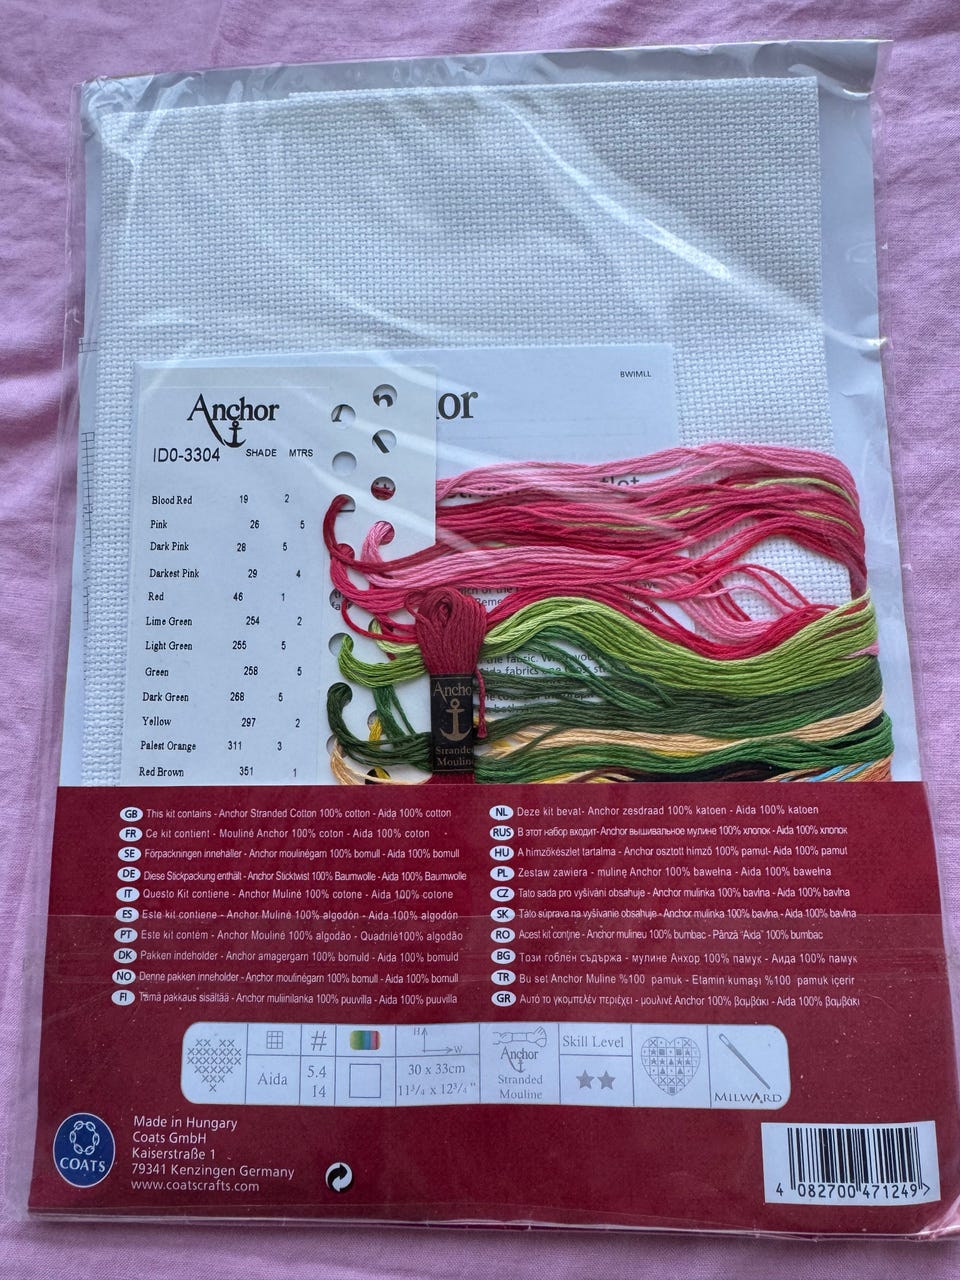 BWIMLL
Anchor
ID0-3304 SHADE MTRS
Blood Red 19 2
Pink 26 5
Dark Pink 28 5
Darkest Pink 29 4
Red 46 1
Lime Green 254 2
Light Green 255 5
Green 258 5
Dark Green 268 5
Yellow 297 2
Palest Orange 311 3
Red Brown 351 1
Anchor
Stranded
Mouline
GB This kit contains - Anchor Stranded Cotton 100% cotton - Aida 100% cotton
FR Ce kit contient - Mouliné Anchor 100% coton - Aida 100% coton
SE Förpackningen innehåller - Anchor moulinégarn 100% bomull - Aida 100% bomull
DE Diese Stickpackung enthält - Anchor Sticktwist 100% Baumwolle - Aida 100% Baumwolle
IT Questo Kit contiene - Anchor Muliné 100% cotone - Aida 100% cotone
ES Este kit contiene - Anchor Muliné 100% algodón - Aida 100% algodón
PT Este kit contém - Anchor Mouliné 100% algodão - Quadrilé100% algodão
DK Pakken indeholder - Anchor amagergarn 100% bomuld - Aida 100% bomuld
NO Denne pakken inneholder - Anchor moulinégarn 100% bomull - Aida 100% bomull
FI Tämä pakkaus sisältää - Anchor muliinilanka 100% puuvilla - Aida 100% puuvilla
NL Deze kit bevat- Anchor zesdraad 100% katoen - Aida 100% katoen
RUS В этот набор входит- Anchor вышивальное мулине 100% хлопок - Aida 100% хлопок
HU A hímzőkészlet tartalma - Anchor osztott hímző 100% pamut- Aida 100% pamut
PL Zestaw zawiera - mulinę Anchor 100% bawełna - Aida 100% bawełna
CZ Tato sada pro vyšívání obsahuje - Anchor mulinka 100% bavlna - Aida 100% bavlna
SK Táto súprava na vyšívanie obsahuje - Anchor mulinka 100% bavlna - Aida 100% bavlna
RO Acest kit conţine - Anchor mulineu 100% bumbac - Pânză "Aida" 100% bumbac
BG Този гоблен съдържа - мулине Анхор 100% памук - Аида 100% памук
TR Bu set Anchor Muline %100 pamuk - Etamin kumaşı %100 pamuk içerir
GR Αυτό το γκομπελέν περιέχει - μουλινέ Anchor 100% βαμβάκι - Aida 100% βαμβάκι
Aida
#
5.4
14
H
W
30 x 33cm
11³/₄ x 12³/₄"
Anchor
Stranded
Mouline
Skill Level
MILWARD
COATS
Made in Hungary
Coats GmbH
Kaiserstraße 1
79341 Kenzingen Germany
www.coatscrafts.com
4 082700 471249 >